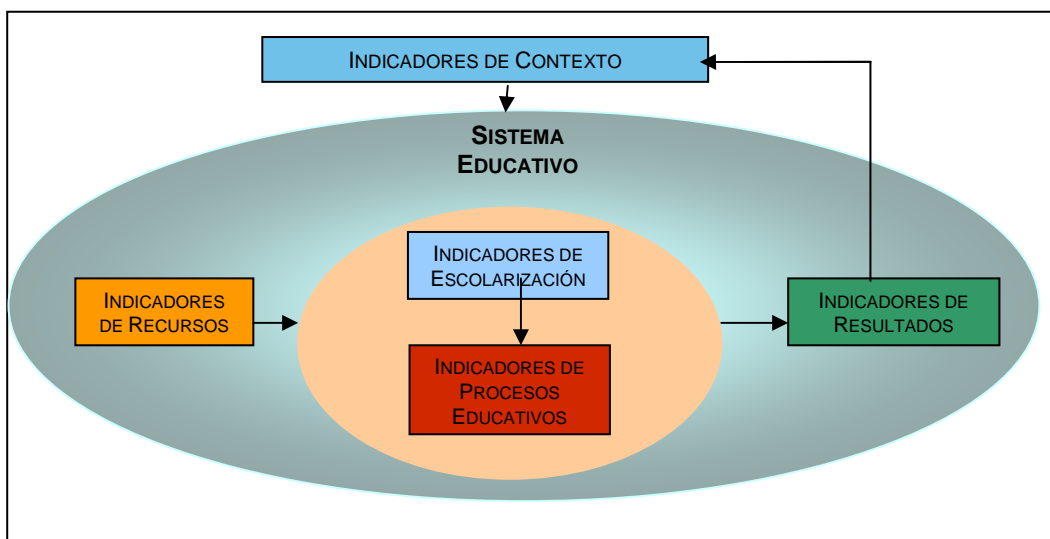 INDICADORES DE CONTEXTO
SISTEMA
EDUCATIVO
INDICADORES DE
ESCOLARIZACIÓN
INDICADORES
DE RECURSOS
INDICADORES DE
RESULTADOS
INDICADORES DE
PROCESOS
EDUCATIVOS